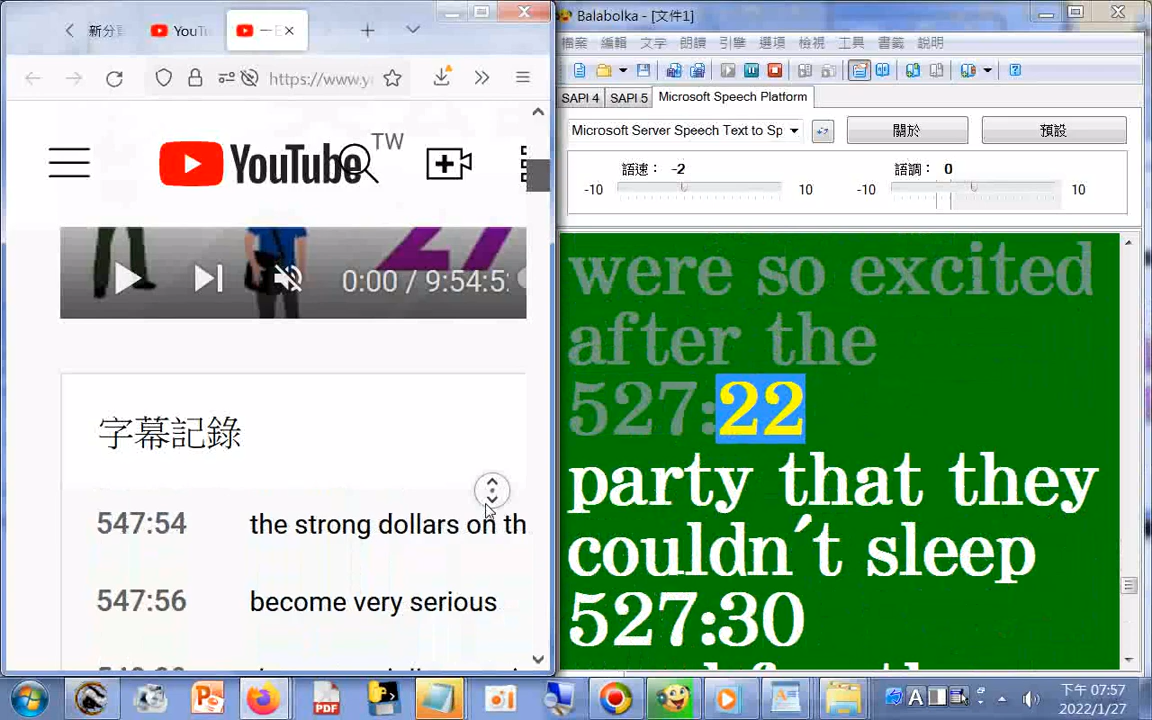 新分
YouTu
一 E
https://www.y
YouTube
TW
27
0:00 / 9:54:5
字幕記錄
547:54
the strong dollars on th
547:56
become very serious
Balabolka - [文件1]
檔案 編輯 文字 朗讀 引擎 選項 檢視 工具 書籤 說明
SAPI 4 SAPI 5 Microsoft Speech Platform
Microsoft Server Speech Text to Sp
關於
預設
語速： -2
語調： 0
-10
10
-10
10
were so excited
after the
527:22
party that they
couldn´t sleep
527:30
PDF
A
下午 07:57
2022/1/27